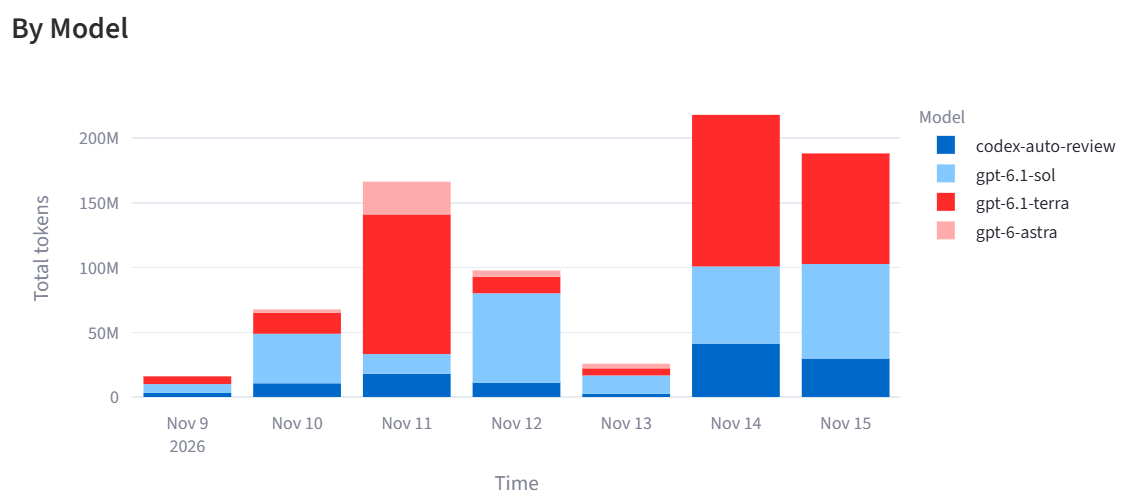 By Model
200M
150M
100M
50M
0
Total tokens
Nov 9
2026
Nov 10
Nov 11
Nov 12
Nov 13
Nov 14
Nov 15
Time
Model
codex-auto-review
gpt-6.1-sol
gpt-6.1-terra
gpt-6-astra